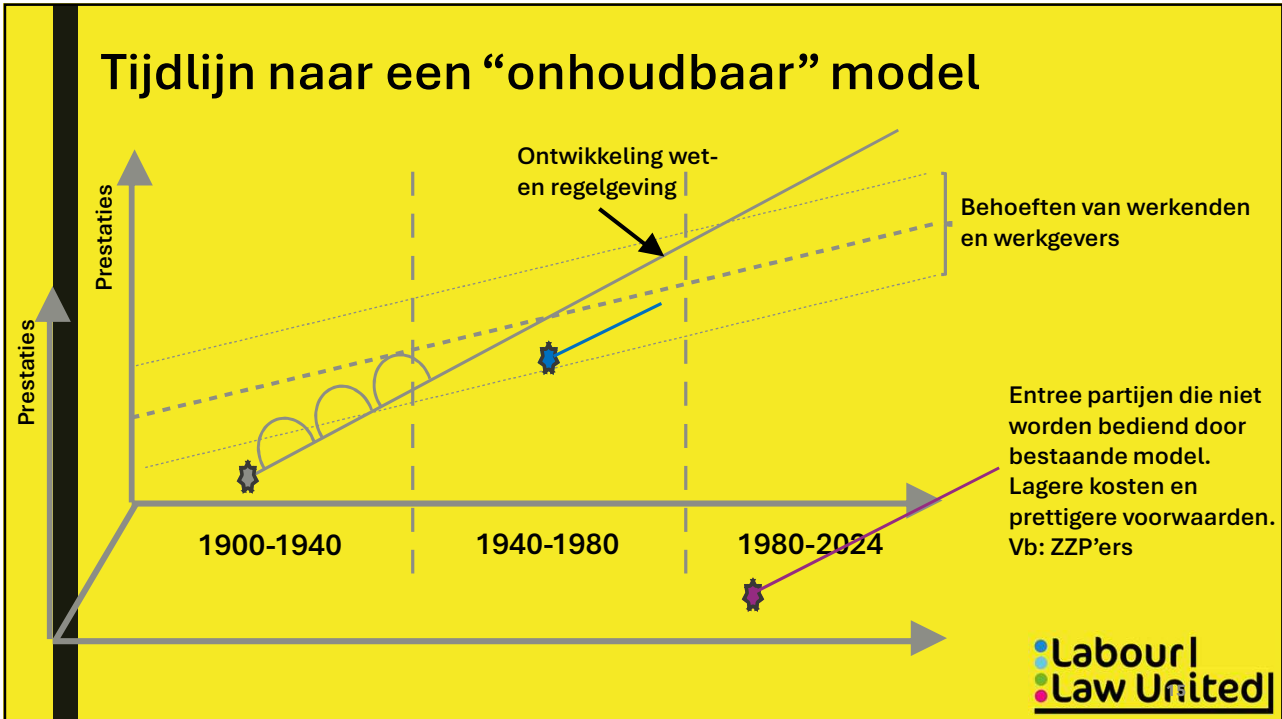 Tijdlijn naar een “onhoudbaar” model
Ontwikkeling wet-
en regelgeving
Prestaties
Prestaties
Behoeften van werkenden
en werkgevers
Entree partijen die niet
worden bediend door
bestaande model.
Lagere kosten en
prettigere voorwaarden.
Vb: ZZP’ers
1900-1940
1940-1980
1980-2024
Labour
Law United
15